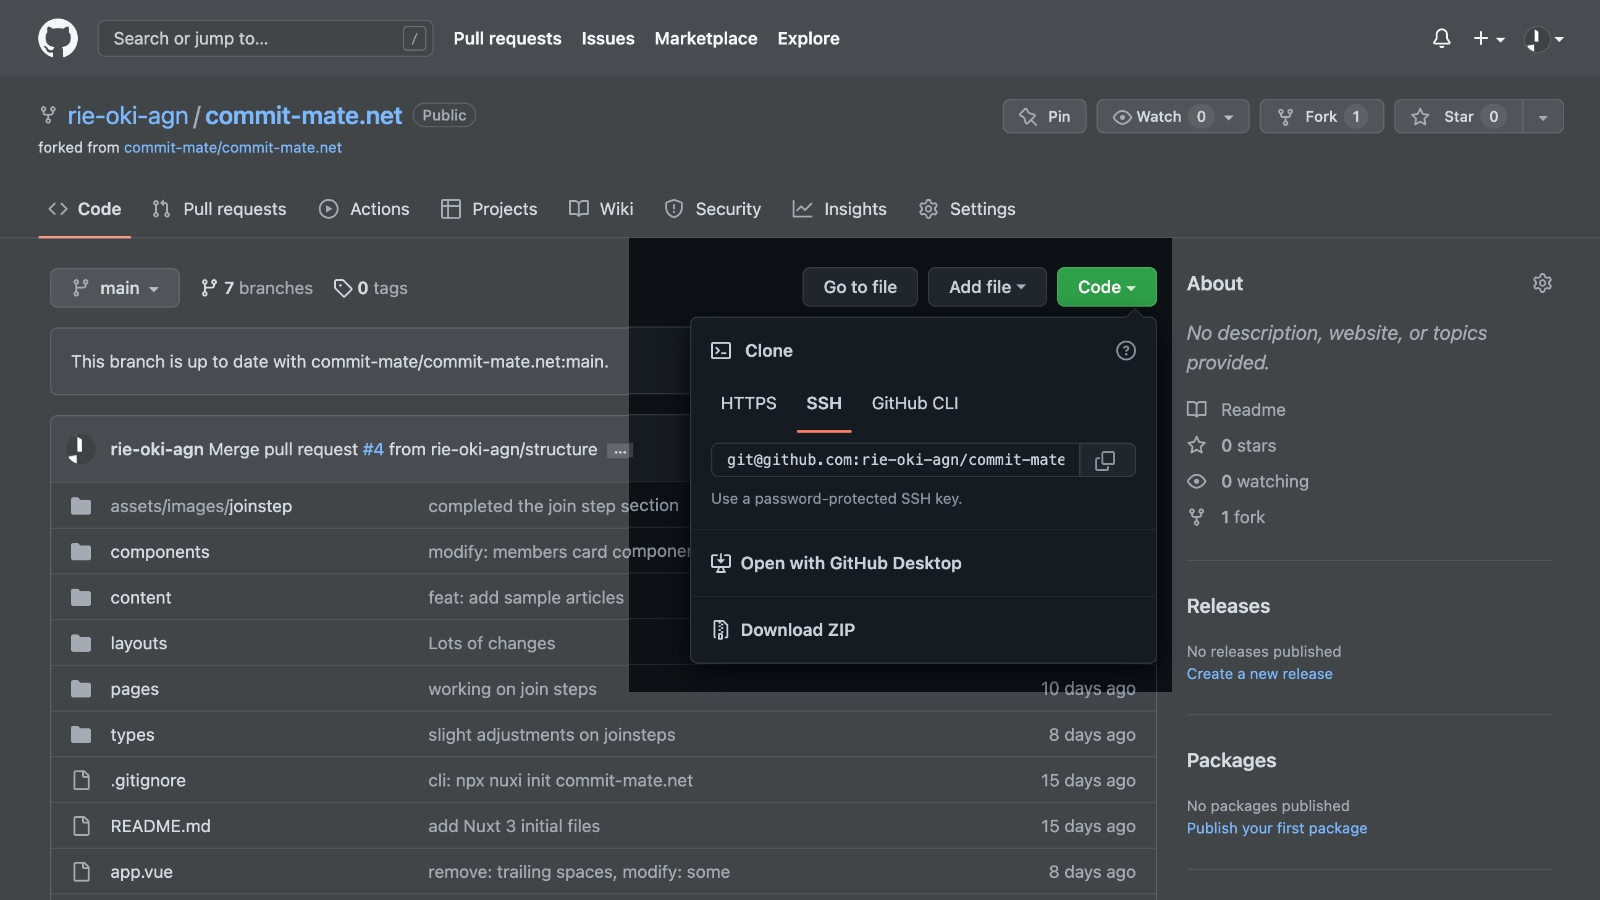 Search or jump to... /
Pull requests Issues Marketplace Explore
rie-oki-agn / commit-mate.net Public
forked from commit-mate/commit-mate.net
Pin Watch 0 Fork 1 Star 0
Code Pull requests Actions Projects Wiki Security Insights Settings
main 7 branches 0 tags
Go to file Add file Code
This branch is up to date with commit-mate/commit-mate.net:main.
Clone
HTTPS SSH GitHub CLI
git@github.com:rie-oki-agn/commit-mate
Use a password-protected SSH key.
Open with GitHub Desktop
Download ZIP
rie-oki-agn Merge pull request #4 from rie-oki-agn/structure ...
assets/images/joinstep completed the join step section
components modify: members card componen
content feat: add sample articles
layouts Lots of changes
pages working on join steps 10 days ago
types slight adjustments on joinsteps 8 days ago
.gitignore cli: npx nuxi init commit-mate.net 15 days ago
README.md add Nuxt 3 initial files 15 days ago
app.vue remove: trailing spaces, modify: some 8 days ago
About
No description, website, or topics
provided.
Readme
0 stars
0 watching
1 fork
Releases
No releases published
Create a new release
Packages
No packages published
Publish your first package